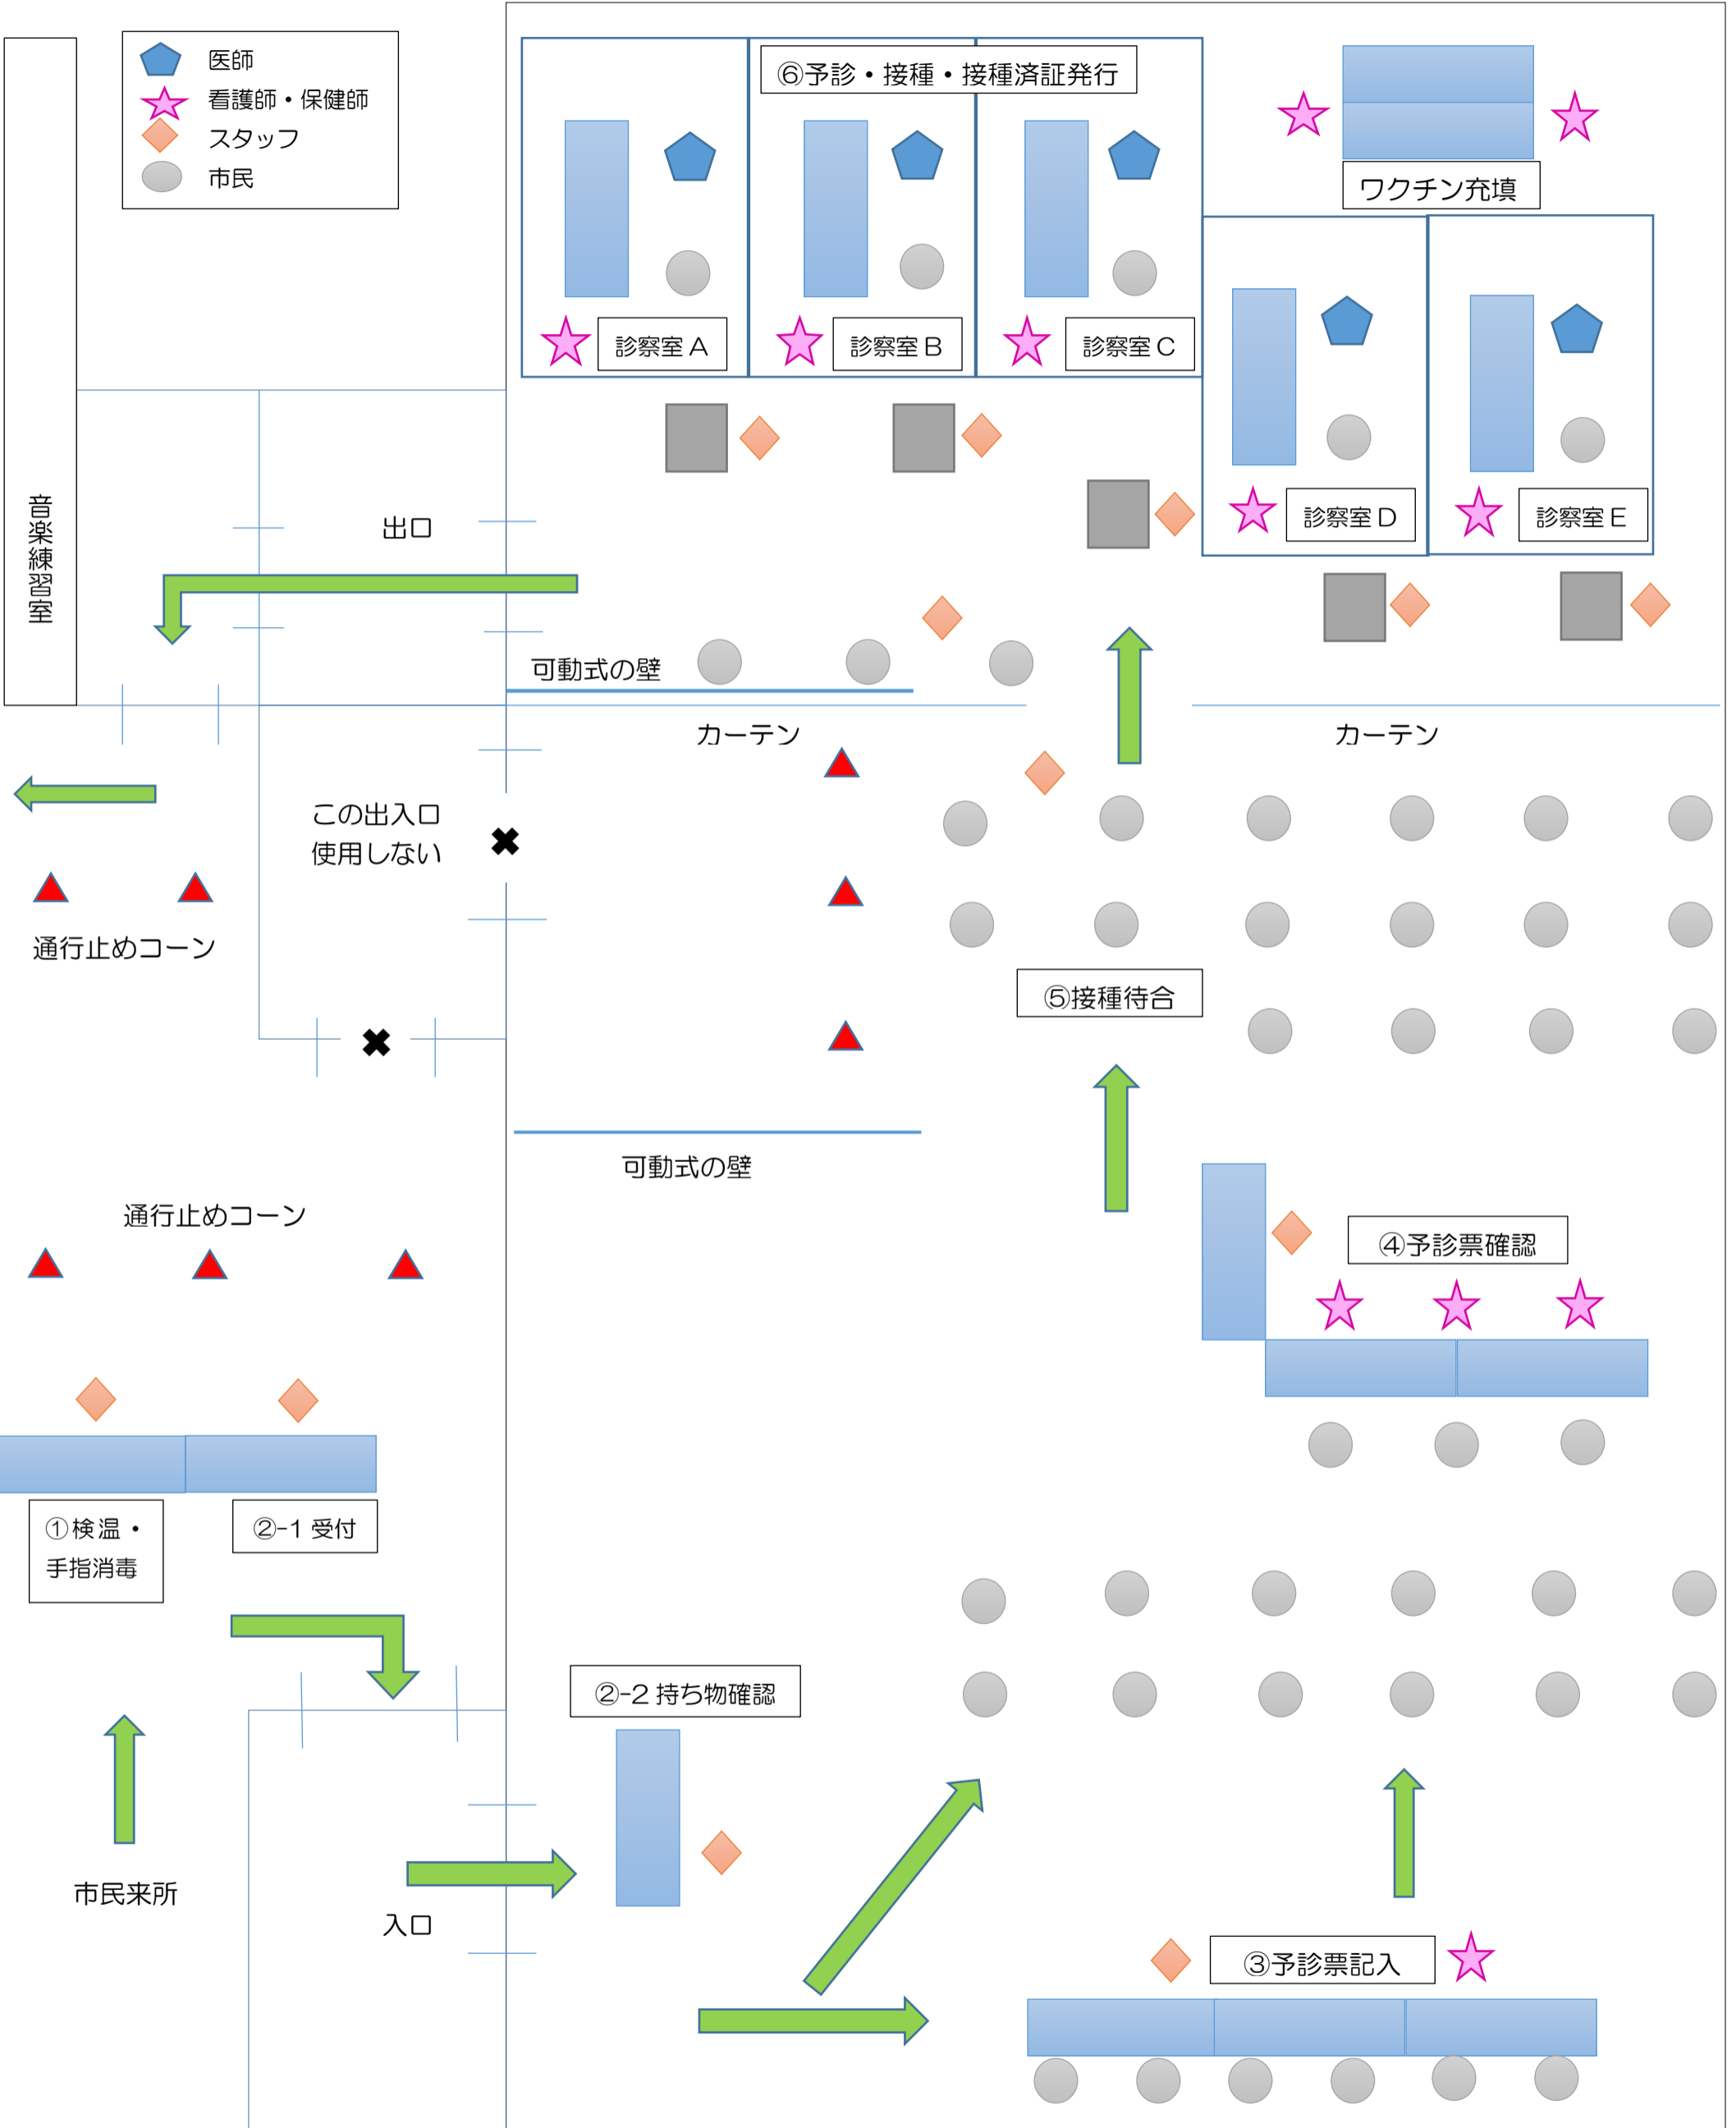 医師
看護師・保健師
スタッフ
市民
⑥予診・接種・接種済証発行
ワクチン充填
診察室A
診察室B
診察室C
診察室D
診察室E
音楽練習室
出口
可動式の壁
カーテン
カーテン
この出入口
使用しない
通行止めコーン
⑤接種待合
可動式の壁
通行止めコーン
④予診票確認
①検温・
手指消毒
②-1 受付
②-2 持ち物確認
市民来所
入口
③予診票記入